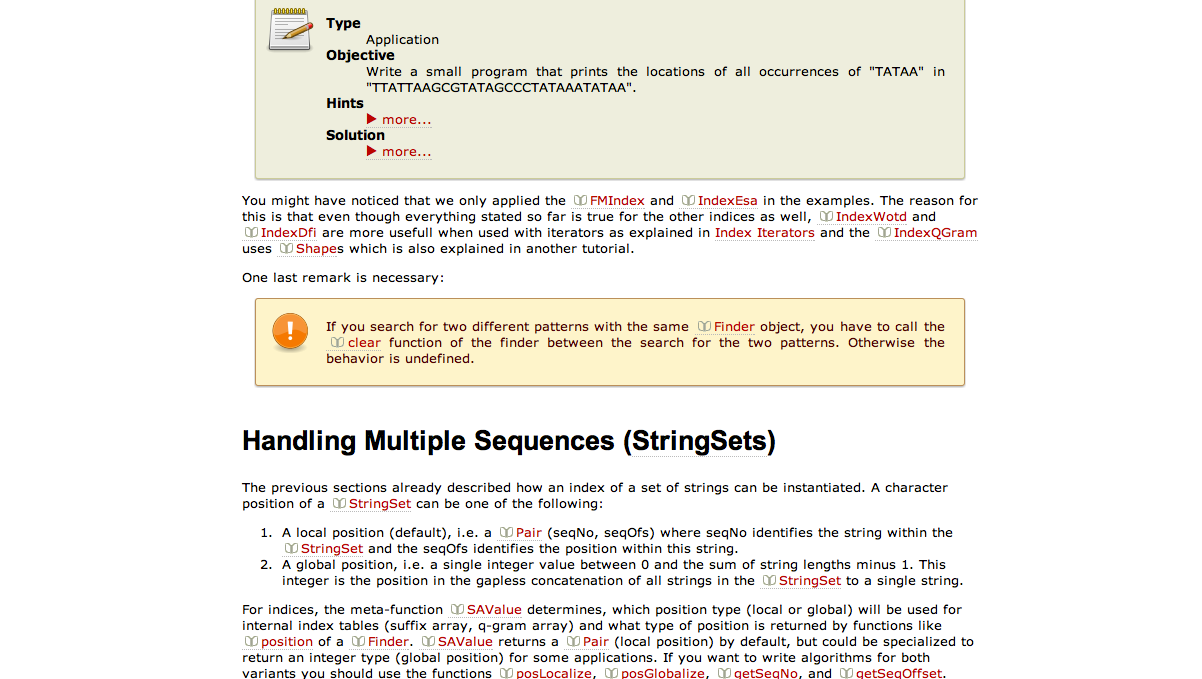 Type
Application
Objective
Write a small program that prints the locations of all occurrences of "TATAA" in
"TTATTAAGCGTATAGCCCTATAAATATAA".
Hints
▶ more...
Solution
▶ more...
You might have noticed that we only applied the FMIndex and IndexEsa in the examples. The reason for
this is that even though everything stated so far is true for the other indices as well, IndexWotd and
IndexDfi are more usefull when used with iterators as explained in Index Iterators and the IndexQGram
uses Shapes which is also explained in another tutorial.
One last remark is necessary:
If you search for two different patterns with the same Finder object, you have to call the
clear function of the finder between the search for the two patterns. Otherwise the
behavior is undefined.
Handling Multiple Sequences (StringSets)
The previous sections already described how an index of a set of strings can be instantiated. A character
position of a StringSet can be one of the following:
1. A local position (default), i.e. a Pair (seqNo, seqOfs) where seqNo identifies the string within the
StringSet and the seqOfs identifies the position within this string.
2. A global position, i.e. a single integer value between 0 and the sum of string lengths minus 1. This
integer is the position in the gapless concatenation of all strings in the StringSet to a single string.
For indices, the meta-function SAValue determines, which position type (local or global) will be used for
internal index tables (suffix array, q-gram array) and what type of position is returned by functions like
position of a Finder. SAValue returns a Pair (local position) by default, but could be specialized to
return an integer type (global position) for some applications. If you want to write algorithms for both
variants you should use the functions posLocalize, posGlobalize, getSeqNo, and getSeqOffset.